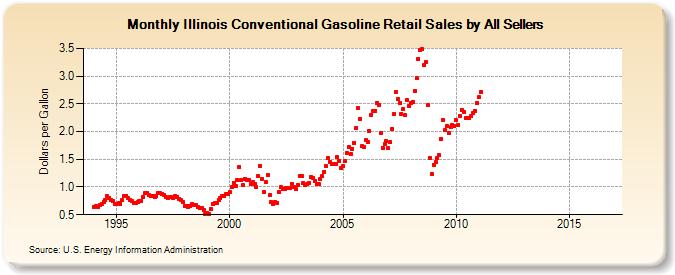 Monthly Illinois Conventional Gasoline Retail Sales by All Sellers
Dollars per Gallon
3.5
3.0
2.5
2.0
1.5
1.0
0.5
1995 2000 2005 2010 2015
Source: U.S. Energy Information Administration